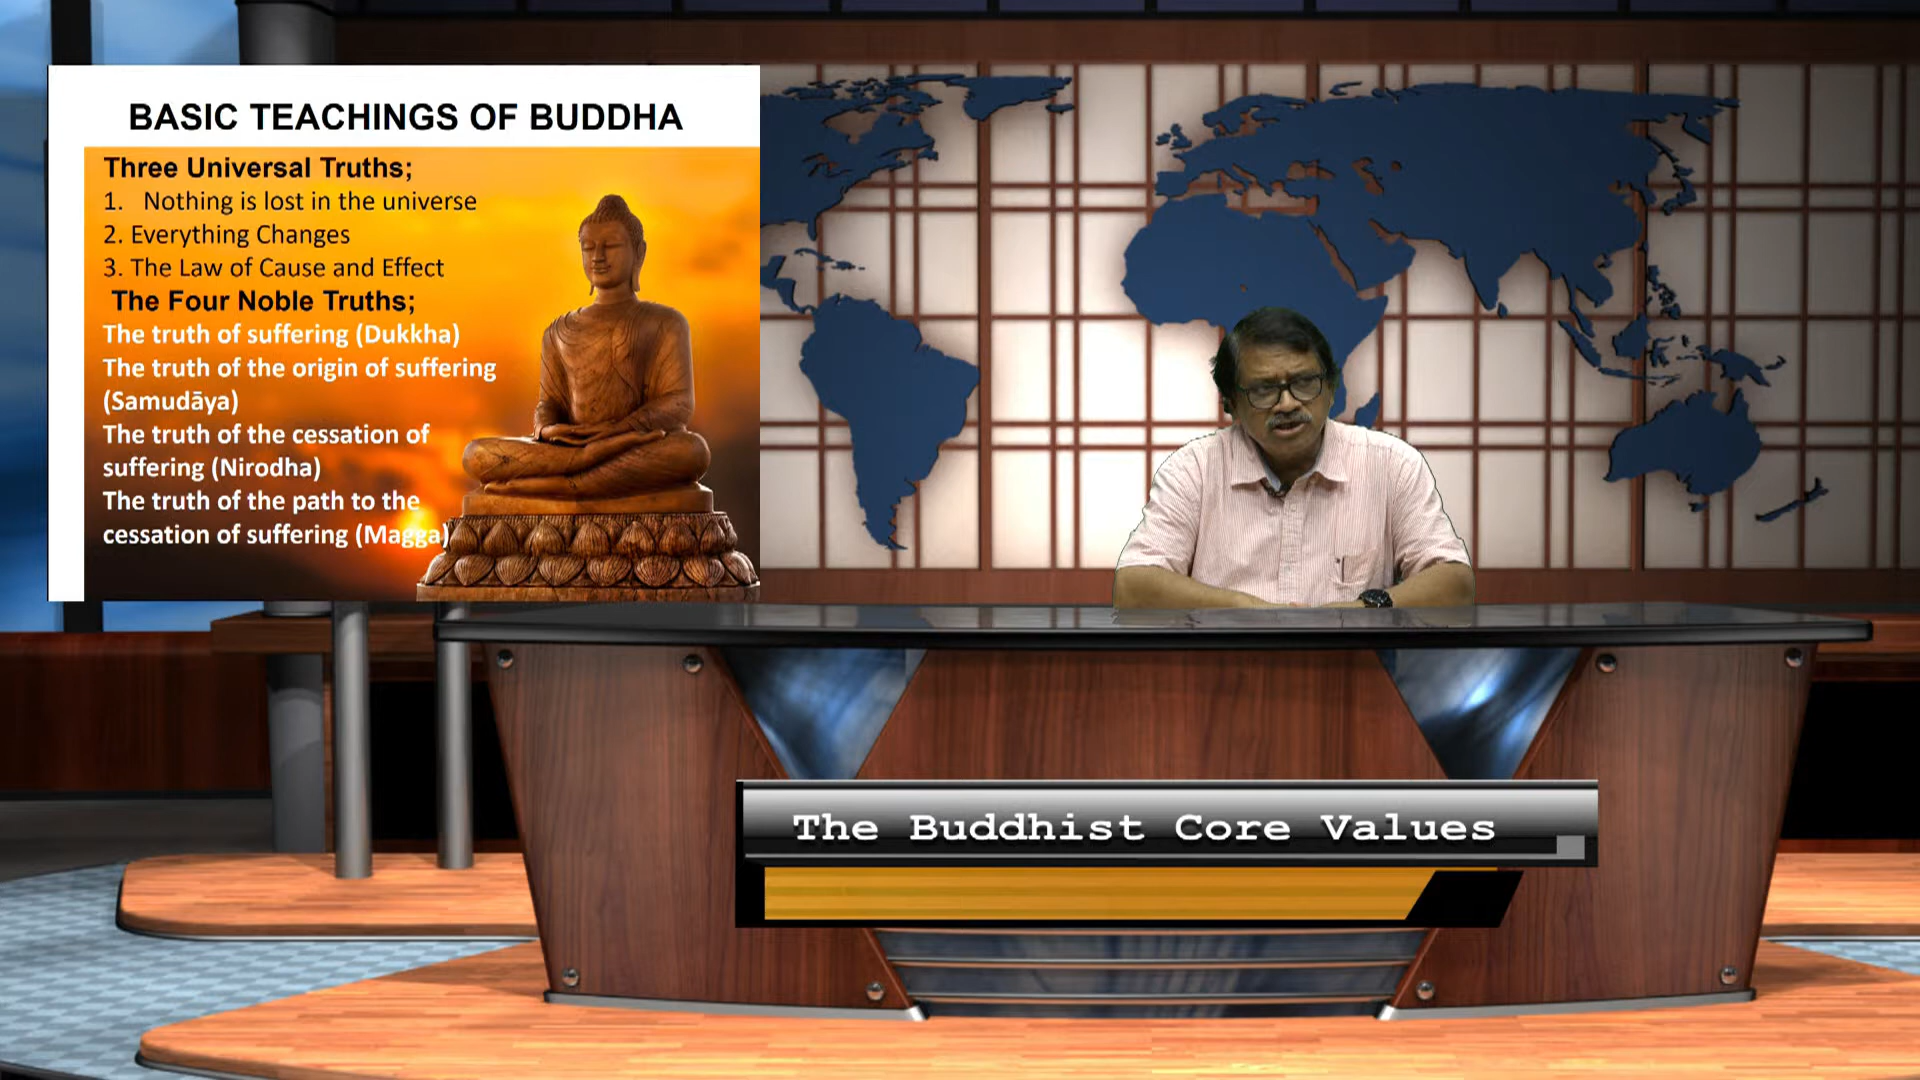 BASIC TEACHINGS OF BUDDHA
Three Universal Truths;
1. Nothing is lost in the universe
2. Everything Changes
3. The Law of Cause and Effect
The Four Noble Truths;
The truth of suffering (Dukkha)
The truth of the origin of suffering
(Samudāya)
The truth of the cessation of
suffering (Nirodha)
The truth of the path to the
cessation of suffering (Magga)
The Buddhist Core Values